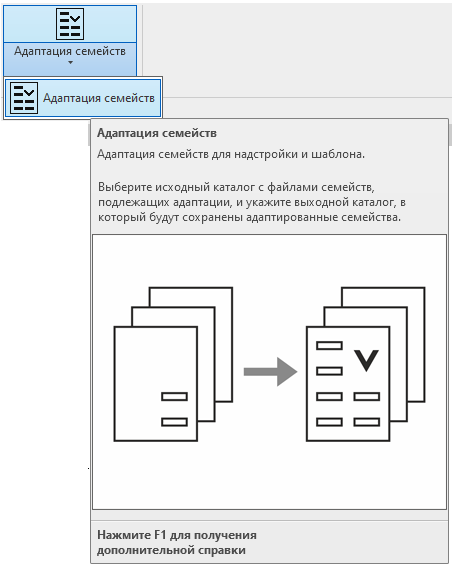 Адаптация семейств
Адаптация семейств
Адаптация семейств
Адаптация семейств для надстройки и шаблона.
Выберите исходный каталог с файлами семейств,
подлежащих адаптации, и укажите выходной каталог, в
который будут сохранены адаптированные семейства.
Нажмите F1 для получения
дополнительной справки